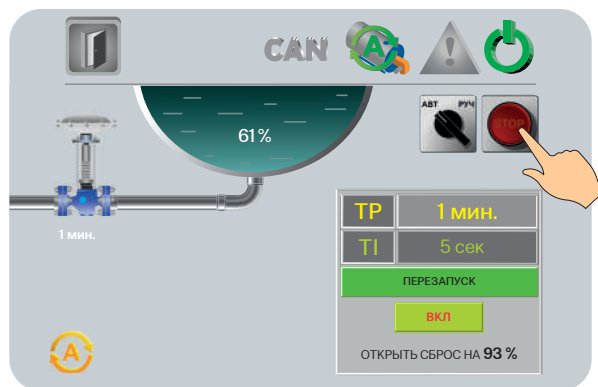 CAN
A
АВТ РУЧ
STOP
61%
1 мин.
TP 1 мин.
TI 5 сек
ПЕРЕЗАПУСК
ВКЛ
ОТКРЫТЬ СБРОС НА 93 %
A